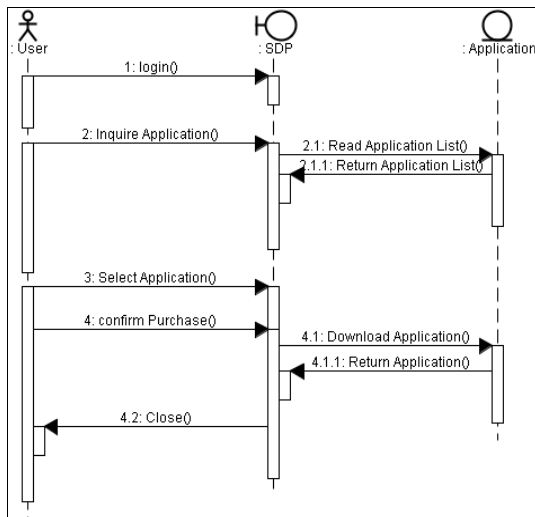 : User
: SDP
: Application
1: login()
2: Inquire Application()
2.1: Read Application List()
2.1.1: Return Application List()
3: Select Application()
4: confirm Purchase()
4.1: Download Application()
4.1.1: Return Application()
4.2: Close()